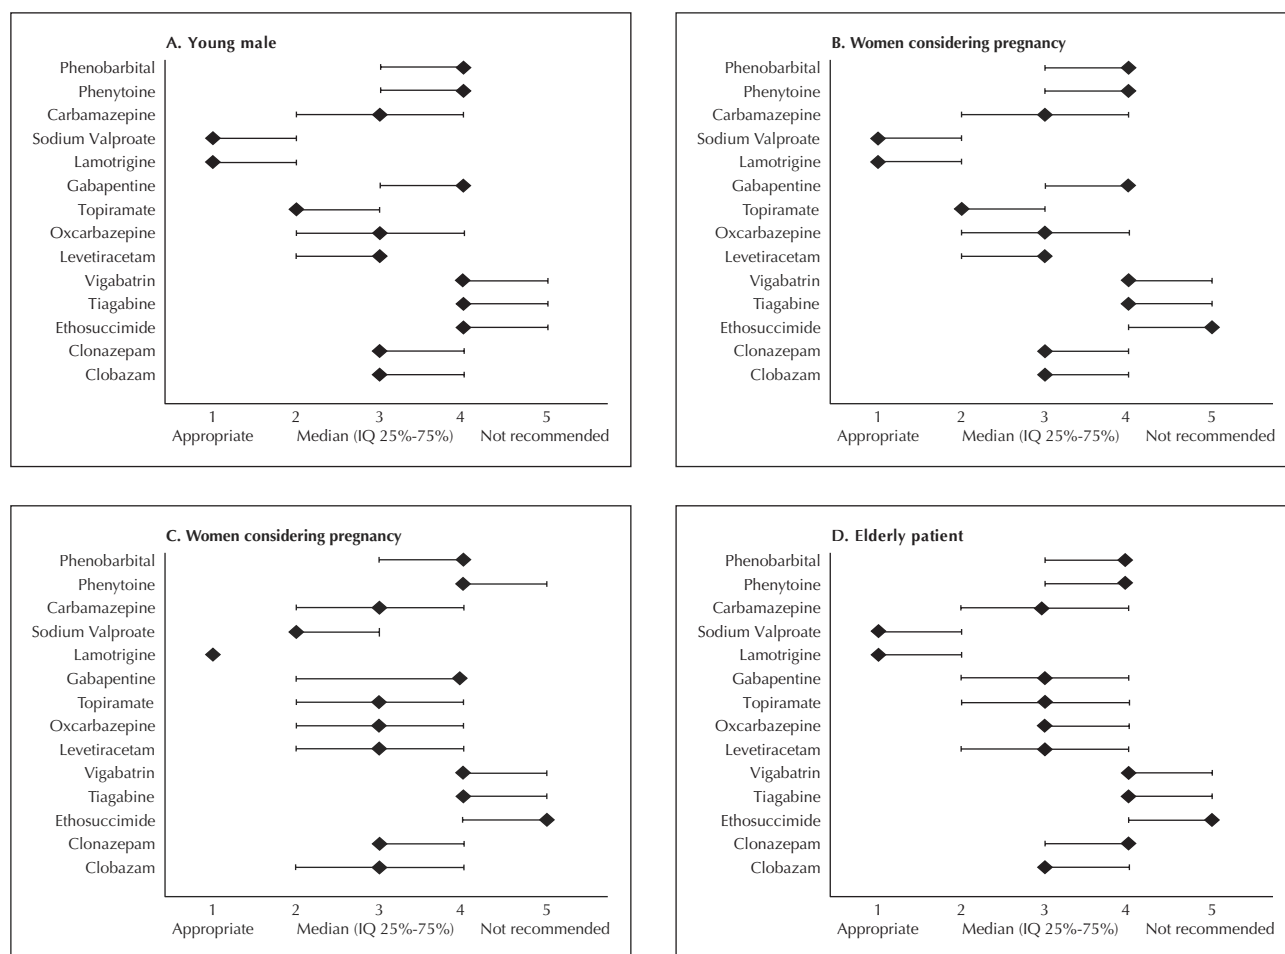 A. Young male
Phenobarbital
Phenytoine
Carbamazepine
Sodium Valproate
Lamotrigine
Gabapentine
Topiramate
Oxcarbazepine
Levetiracetam
Vigabatrin
Tiagabine
Ethosuccimide
Clonazepam
Clobazam
1 2 3 4 5
Appropriate Median (IQ 25%-75%) Not recommended
B. Women considering pregnancy
Phenobarbital
Phenytoine
Carbamazepine
Sodium Valproate
Lamotrigine
Gabapentine
Topiramate
Oxcarbazepine
Levetiracetam
Vigabatrin
Tiagabine
Ethosuccimide
Clonazepam
Clobazam
1 2 3 4 5
Appropriate Median (IQ 25%-75%) Not recommended
C. Women considering pregnancy
Phenobarbital
Phenytoine
Carbamazepine
Sodium Valproate
Lamotrigine
Gabapentine
Topiramate
Oxcarbazepine
Levetiracetam
Vigabatrin
Tiagabine
Ethosuccimide
Clonazepam
Clobazam
1 2 3 4 5
Appropriate Median (IQ 25%-75%) Not recommended
D. Elderly patient
Phenobarbital
Phenytoine
Carbamazepine
Sodium Valproate
Lamotrigine
Gabapentine
Topiramate
Oxcarbazepine
Levetiracetam
Vigabatrin
Tiagabine
Ethosuccimide
Clonazepam
Clobazam
1 2 3 4 5
Appropriate Median (IQ 25%-75%) Not recommended